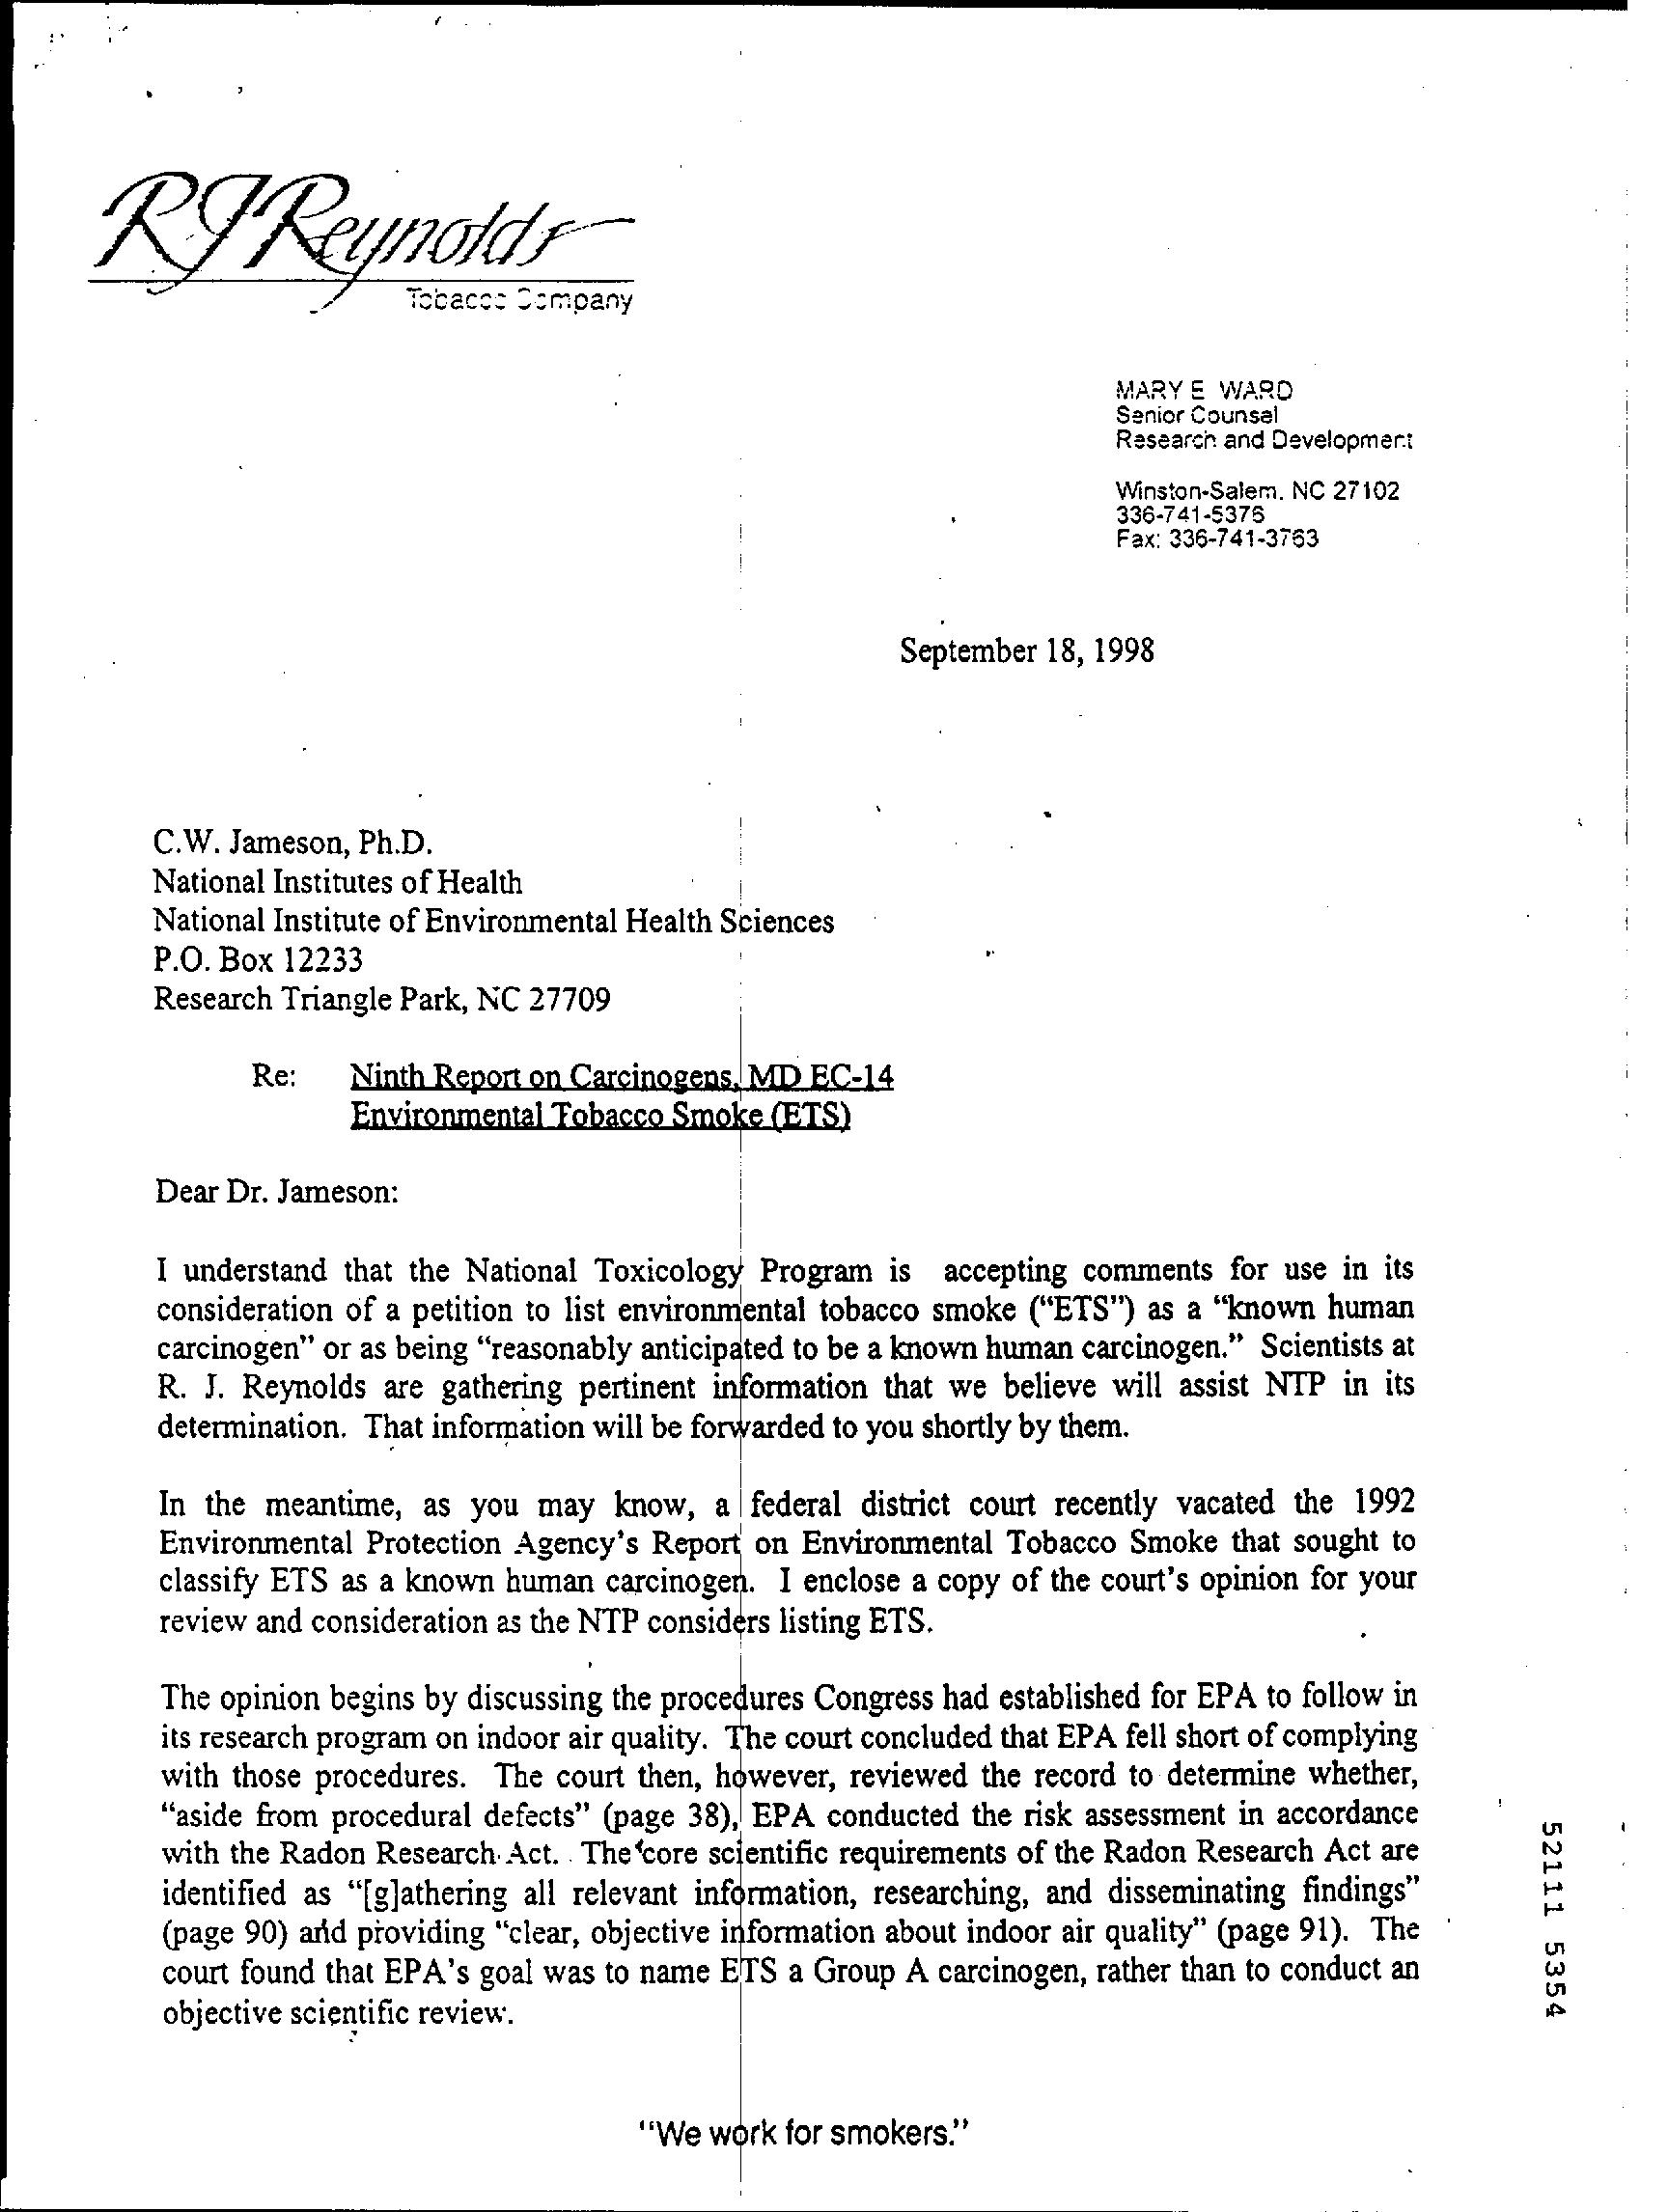 RJReynolds
Tobacco Company
MARY E WARD
Senior Counsel
Research and Development
Winston-Salem, NC 27102
336-741-5376
Fax: 336-741-3763
September 18, 1998
C.W. Jameson, Ph.D.
National Institutes of Health
National Institute of Environmental Health Sciences
P.O. Box 12233
Research Triangle Park, NC 27709
Re: Ninth Report on Carcinogens, MD EC-14
Environmental Tobacco Smoke (ETS)
Dear Dr. Jameson:
I understand that the National Toxicology Program is accepting comments for use in its
consideration of a petition to list environmental tobacco smoke (“ETS”) as a “known human
carcinogen” or as being “reasonably anticipated to be a known human carcinogen.” Scientists at
R. J. Reynolds are gathering pertinent information that we believe will assist NTP in its
determination. That information will be forwarded to you shortly by them.
In the meantime, as you may know, a federal district court recently vacated the 1992
Environmental Protection Agency's Report on Environmental Tobacco Smoke that sought to
classify ETS as a known human carcinogen. I enclose a copy of the court's opinion for your
review and consideration as the NTP considers listing ETS.
The opinion begins by discussing the procedures Congress had established for EPA to follow in
its research program on indoor air quality. The court concluded that EPA fell short of complying
with those procedures. The court then, however, reviewed the record to determine whether,
“aside from procedural defects” (page 38), EPA conducted the risk assessment in accordance
with the Radon Research Act. The core scientific requirements of the Radon Research Act are
identified as “[g]athering all relevant information, researching, and disseminating findings”
(page 90) and providing “clear, objective information about indoor air quality” (page 91). The
court found that EPA's goal was to name ETS a Group A carcinogen, rather than to conduct an
objective scientific review.
“We work for smokers.”
52111 5354